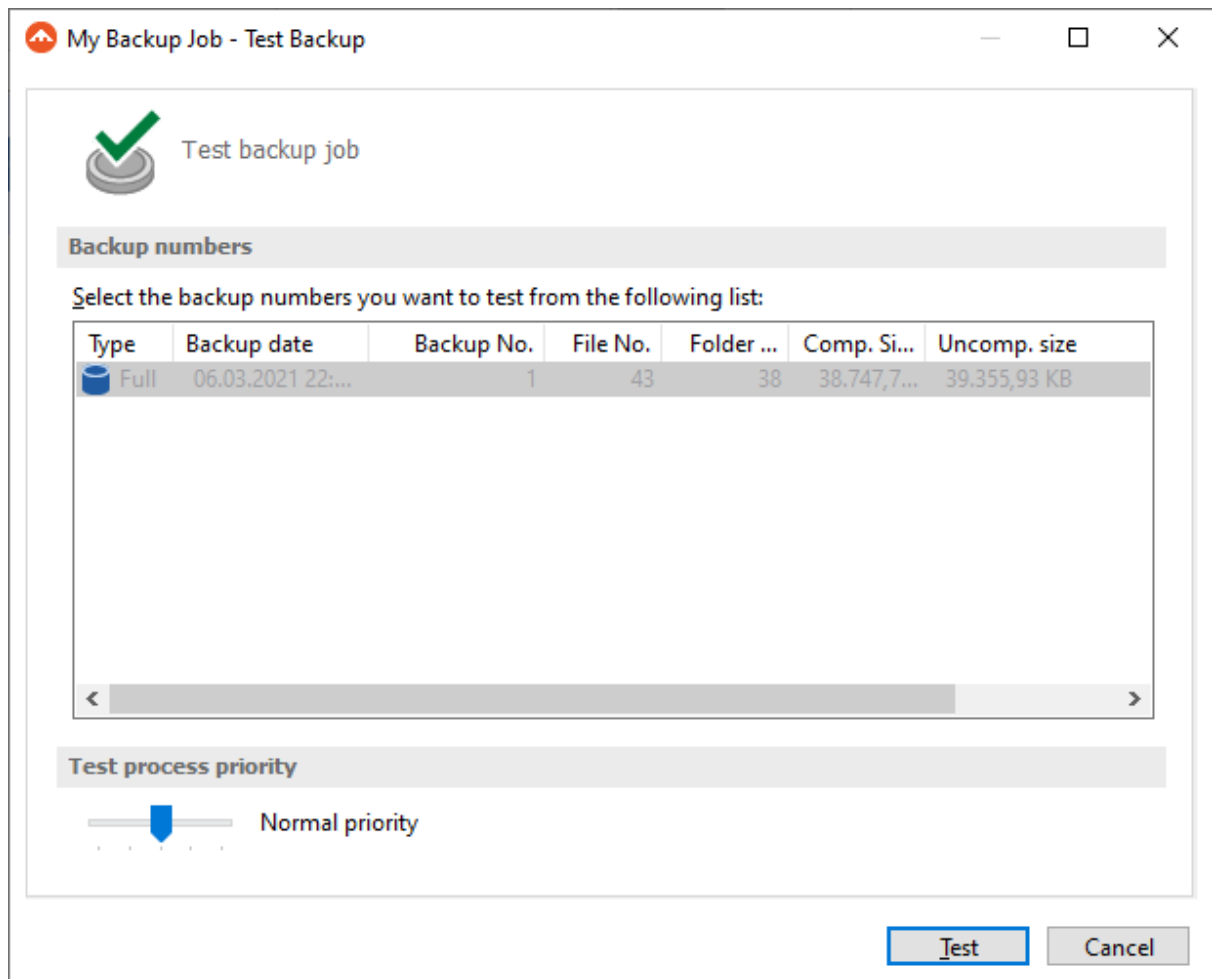 My Backup Job - Test Backup
Test backup job
Backup numbers
Select the backup numbers you want to test from the following list:
Type Backup date Backup No. File No. Folder ... Comp. Si... Uncomp. size
Full 06.03.2021 22:... 1 43 38 38.747,7... 39.355,93 KB
Test process priority
Normal priority
Test Cancel